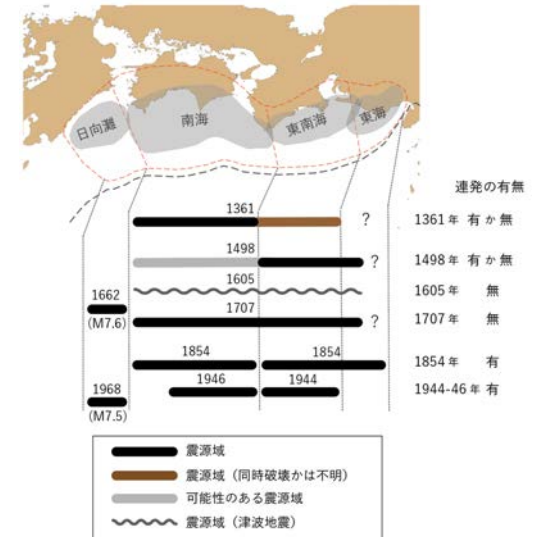 日向灘
南海
東南海
東海
連発の有無
1361
?
1361年 有か無
1498
?
1498年 有か無
1605
1605年 無
1662
(M7.6)
1707
?
1707年 無
1854
1854
1854年 有
1946
1944
1944-46年 有
1968
(M7.5)
震源域
震源域（同時破壊かは不明）
可能性のある震源域
震源域（津波地震）